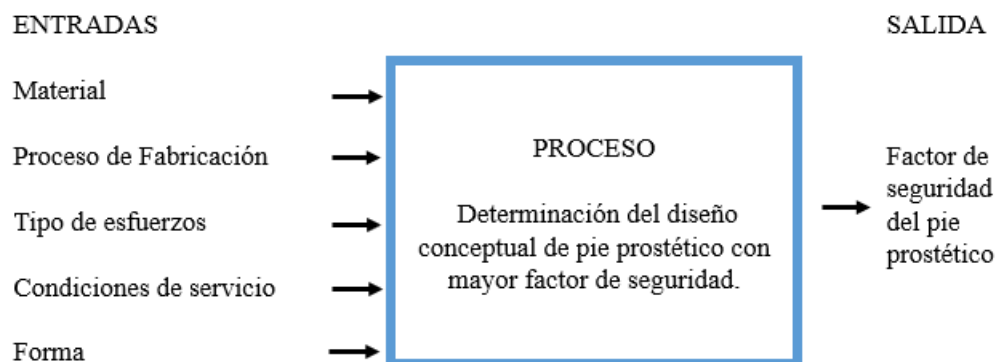 ENTRADAS
Material
Proceso de Fabricación
Tipo de esfuerzos
Condiciones de servicio
Forma
PROCESO
Determinación del diseño
conceptual de pie prostético con
mayor factor de seguridad.
SALIDA
Factor de
seguridad
del pie
prostético